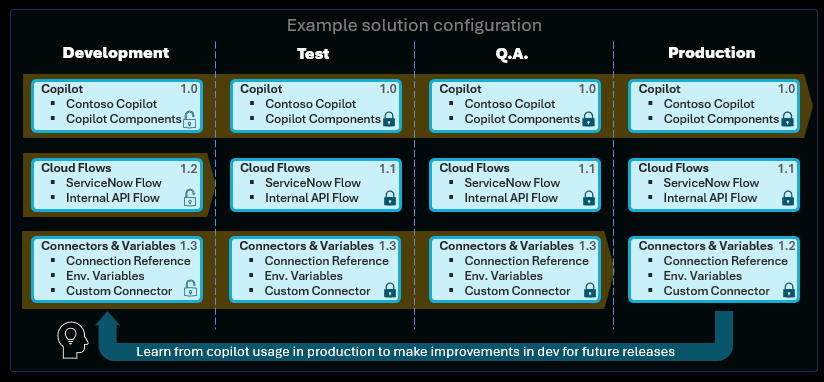 Example solution configuration
Development Test Q.A. Production
Copilot 1.0
▪ Contoso Copilot
▪ Copilot Components
Copilot 1.0
▪ Contoso Copilot
▪ Copilot Components
Copilot 1.0
▪ Contoso Copilot
▪ Copilot Components
Copilot 1.0
▪ Contoso Copilot
▪ Copilot Components
Cloud Flows 1.2
▪ ServiceNow Flow
▪ Internal API Flow
Cloud Flows 1.1
▪ ServiceNow Flow
▪ Internal API Flow
Cloud Flows 1.1
▪ ServiceNow Flow
▪ Internal API Flow
Cloud Flows 1.1
▪ ServiceNow Flow
▪ Internal API Flow
Connectors & Variables 1.3
▪ Connection Reference
▪ Env. Variables
▪ Custom Connector
Connectors & Variables 1.3
▪ Connection Reference
▪ Env. Variables
▪ Custom Connector
Connectors & Variables 1.3
▪ Connection Reference
▪ Env. Variables
▪ Custom Connector
Connectors & Variables 1.2
▪ Connection Reference
▪ Env. Variables
▪ Custom Connector
Learn from copilot usage in production to make improvements in dev for future releases